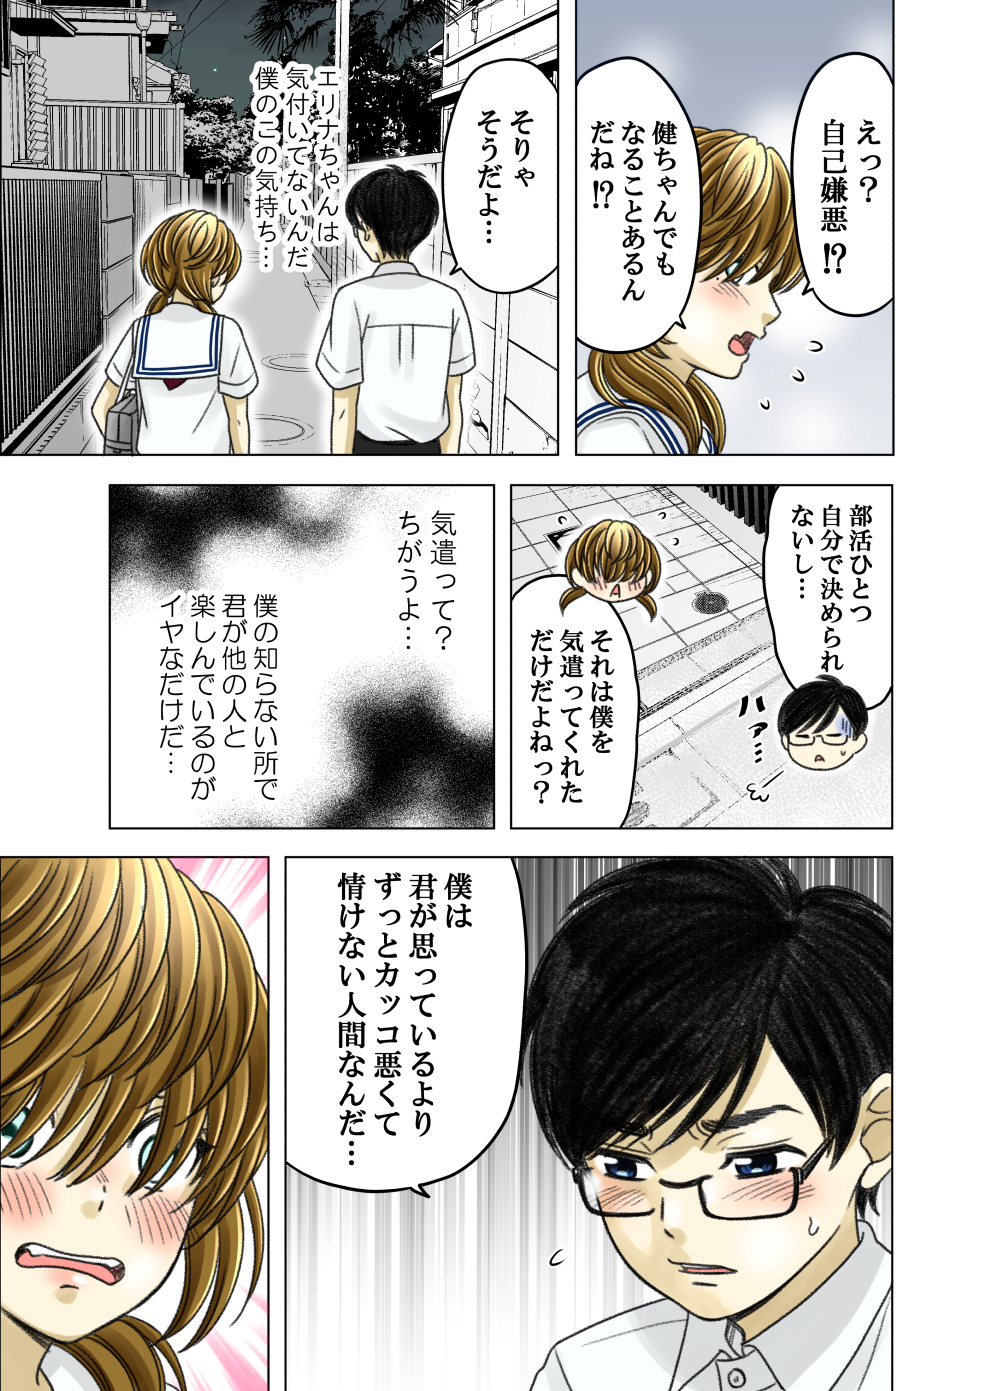 えっ?
自己嫌悪!?
健ちゃんでも
なることあるん
だね!?
そりゃ
そうだよ…
エリナちゃんは
気付いてないんだ
僕のこの気持ち…
部活ひとつ
自分で決められ
ないし…
ハァ…
それは僕を
気遣ってくれた
だけだよねっ?
気遣って?
ちがうよ…
僕の知らない所で
君が他の人と
楽しんでいるのが
イヤなだけだ…
僕は
君が思っているより
ずっとカッコ悪くて
情けない人間なんだ…